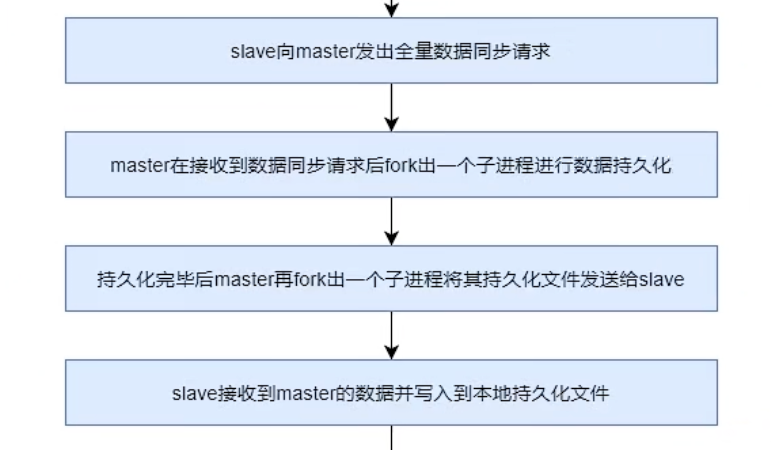 slave向master发出全量数据同步请求
master在接收到数据同步请求后fork出一个子进程进行数据持久化
持久化完毕后master再fork出一个子进程将其持久化文件发送给slave
slave接收到master的数据并写入到本地持久化文件